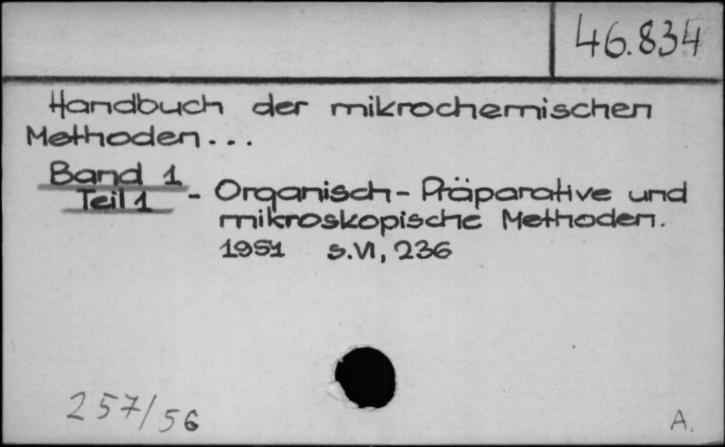 46.834
Handbuch der mikrochemischen
Methoden...
Band 1
Teil 1 - Organisch-Präparative und
mikroskopische Methoden.
1951 S.VI, 236
257/56
A.